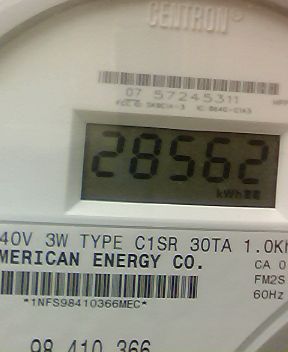 CENTRON®
07 57245311
28562
kWh
40V 3W TYPE C1SR 30TA 1.0Kh
MERICAN ENERGY CO. CA 0
FM2S
*1NFS98410366MEC* 60Hz
98 410 366